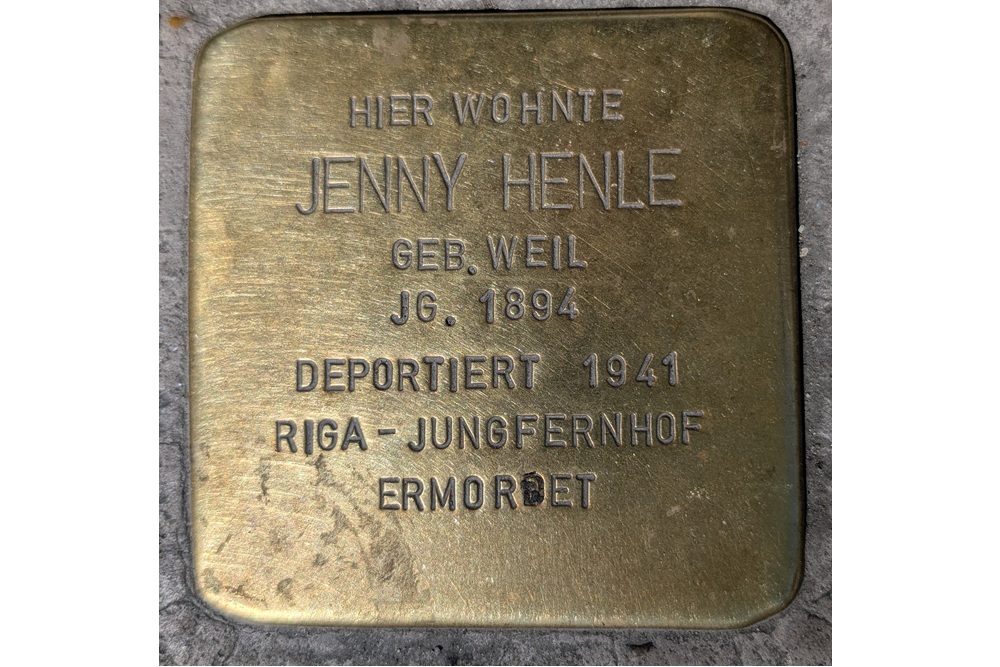 HIER WOHNTE
JENNY HENLE
GEB. WEIL
JG. 1894
DEPORTIERT 1941
RIGA - JUNGFERNHOF
ERMORDET